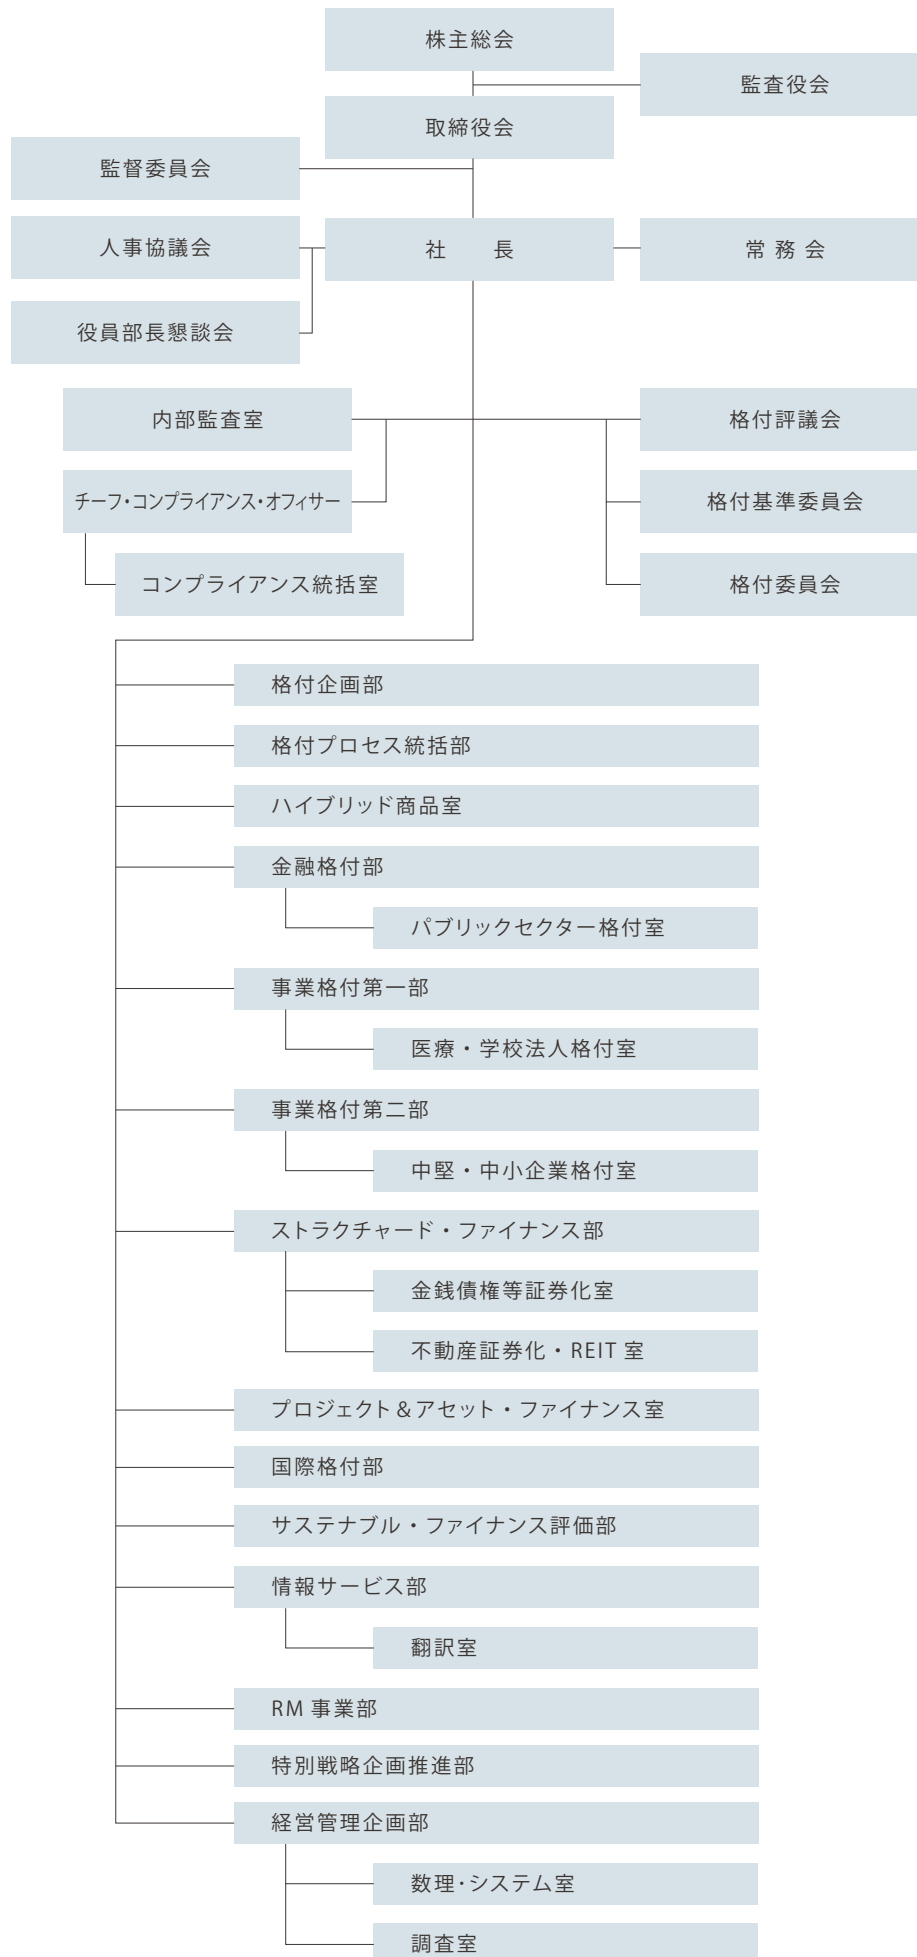 株主総会
監査役会
取締役会
監督委員会
人事協議会
社　　長
常 務 会
役員部長懇談会
内部監査室
格付評議会
チーフ・コンプライアンス・オフィサー
格付基準委員会
コンプライアンス統括室
格付委員会
格付企画部
格付プロセス統括部
ハイブリッド商品室
金融格付部
パブリックセクター格付室
事業格付第一部
医療・学校法人格付室
事業格付第二部
中堅・中小企業格付室
ストラクチャード・ファイナンス部
金銭債権等証券化室
不動産証券化・REIT 室
プロジェクト＆アセット・ファイナンス室
国際格付部
サステナブル・ファイナンス評価部
情報サービス部
翻訳室
RM 事業部
特別戦略企画推進部
経営管理企画部
数理・システム室
調査室